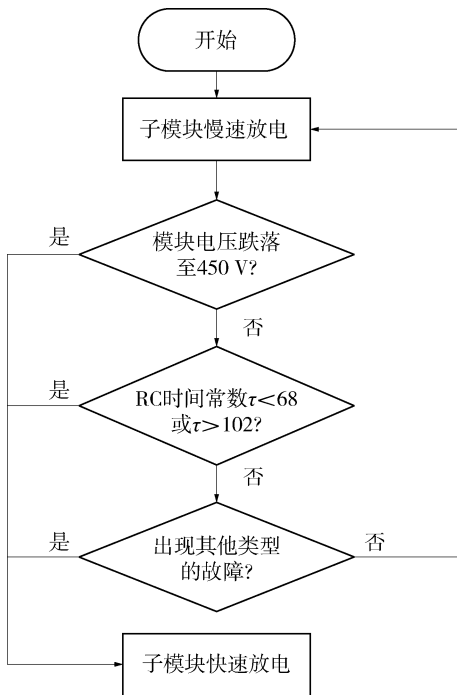 开始
子模块慢速放电
是
模块电压跌落
至450 V?
否
是
RC时间常数τ<68
或τ>102?
否
是
出现其他类型
的故障?
否
子模块快速放电